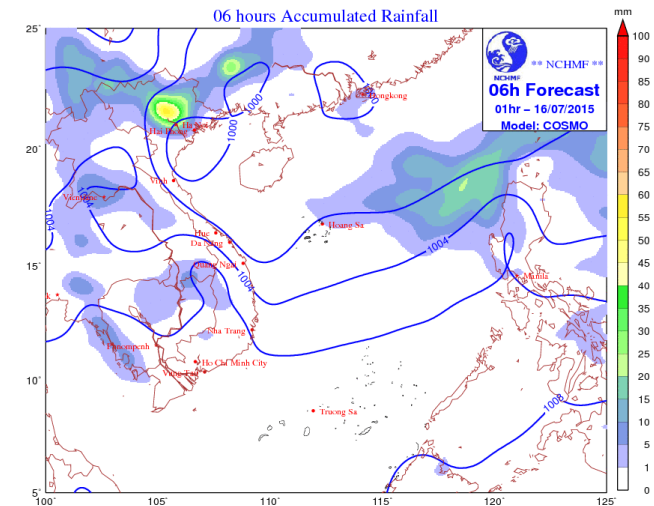 06 hours Accumulated Rainfall
mm
NCHMF
** NCHMF **
06h Forecast
01hr – 16/07/2015
Model: COSMO
25°
20°
15°
10°
5°
100°
105°
110°
115°
120°
125°
100
90
80
85
75
65
60
55
50
45
40
35
30
25
20
15
10
5
1
0
Hongkong
1000
1000
Hai Phong
Vinh
Vientiane
1004
1004
Hue
Da Nang
Hoang Sa
1004
1004
Quang Ngai
Manila
Nha Trang
Phnompenh
Ho Chi Minh City
Vung Tau
Truong Sa
1008